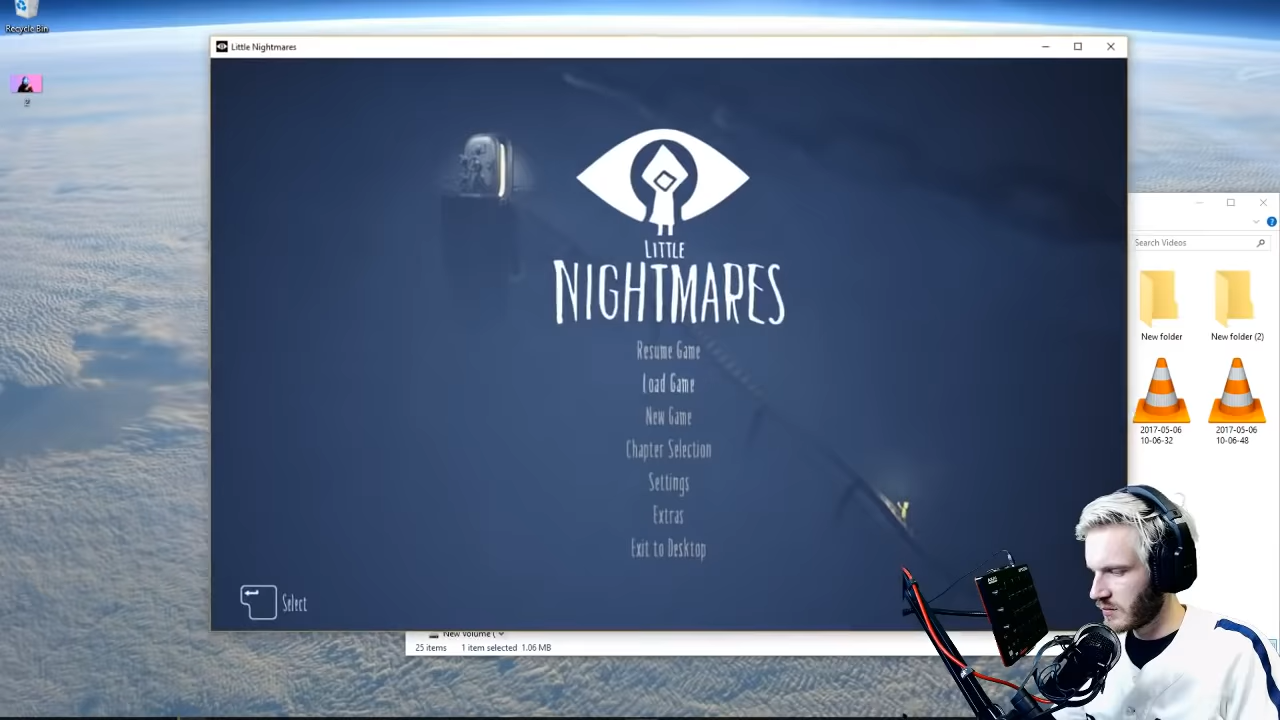 Recycle Bin
Little Nightmares
LITTLE
NIGHTMARES
Resume Game
Load Game
New Game
Chapter Selection
Settings
Extras
Exit to Desktop
Select
Search Videos
New folder
New folder (2)
2017-05-06
10-06-32
2017-05-06
10-06-48
New Volume (
25 items 1 item selected 1.06 MB